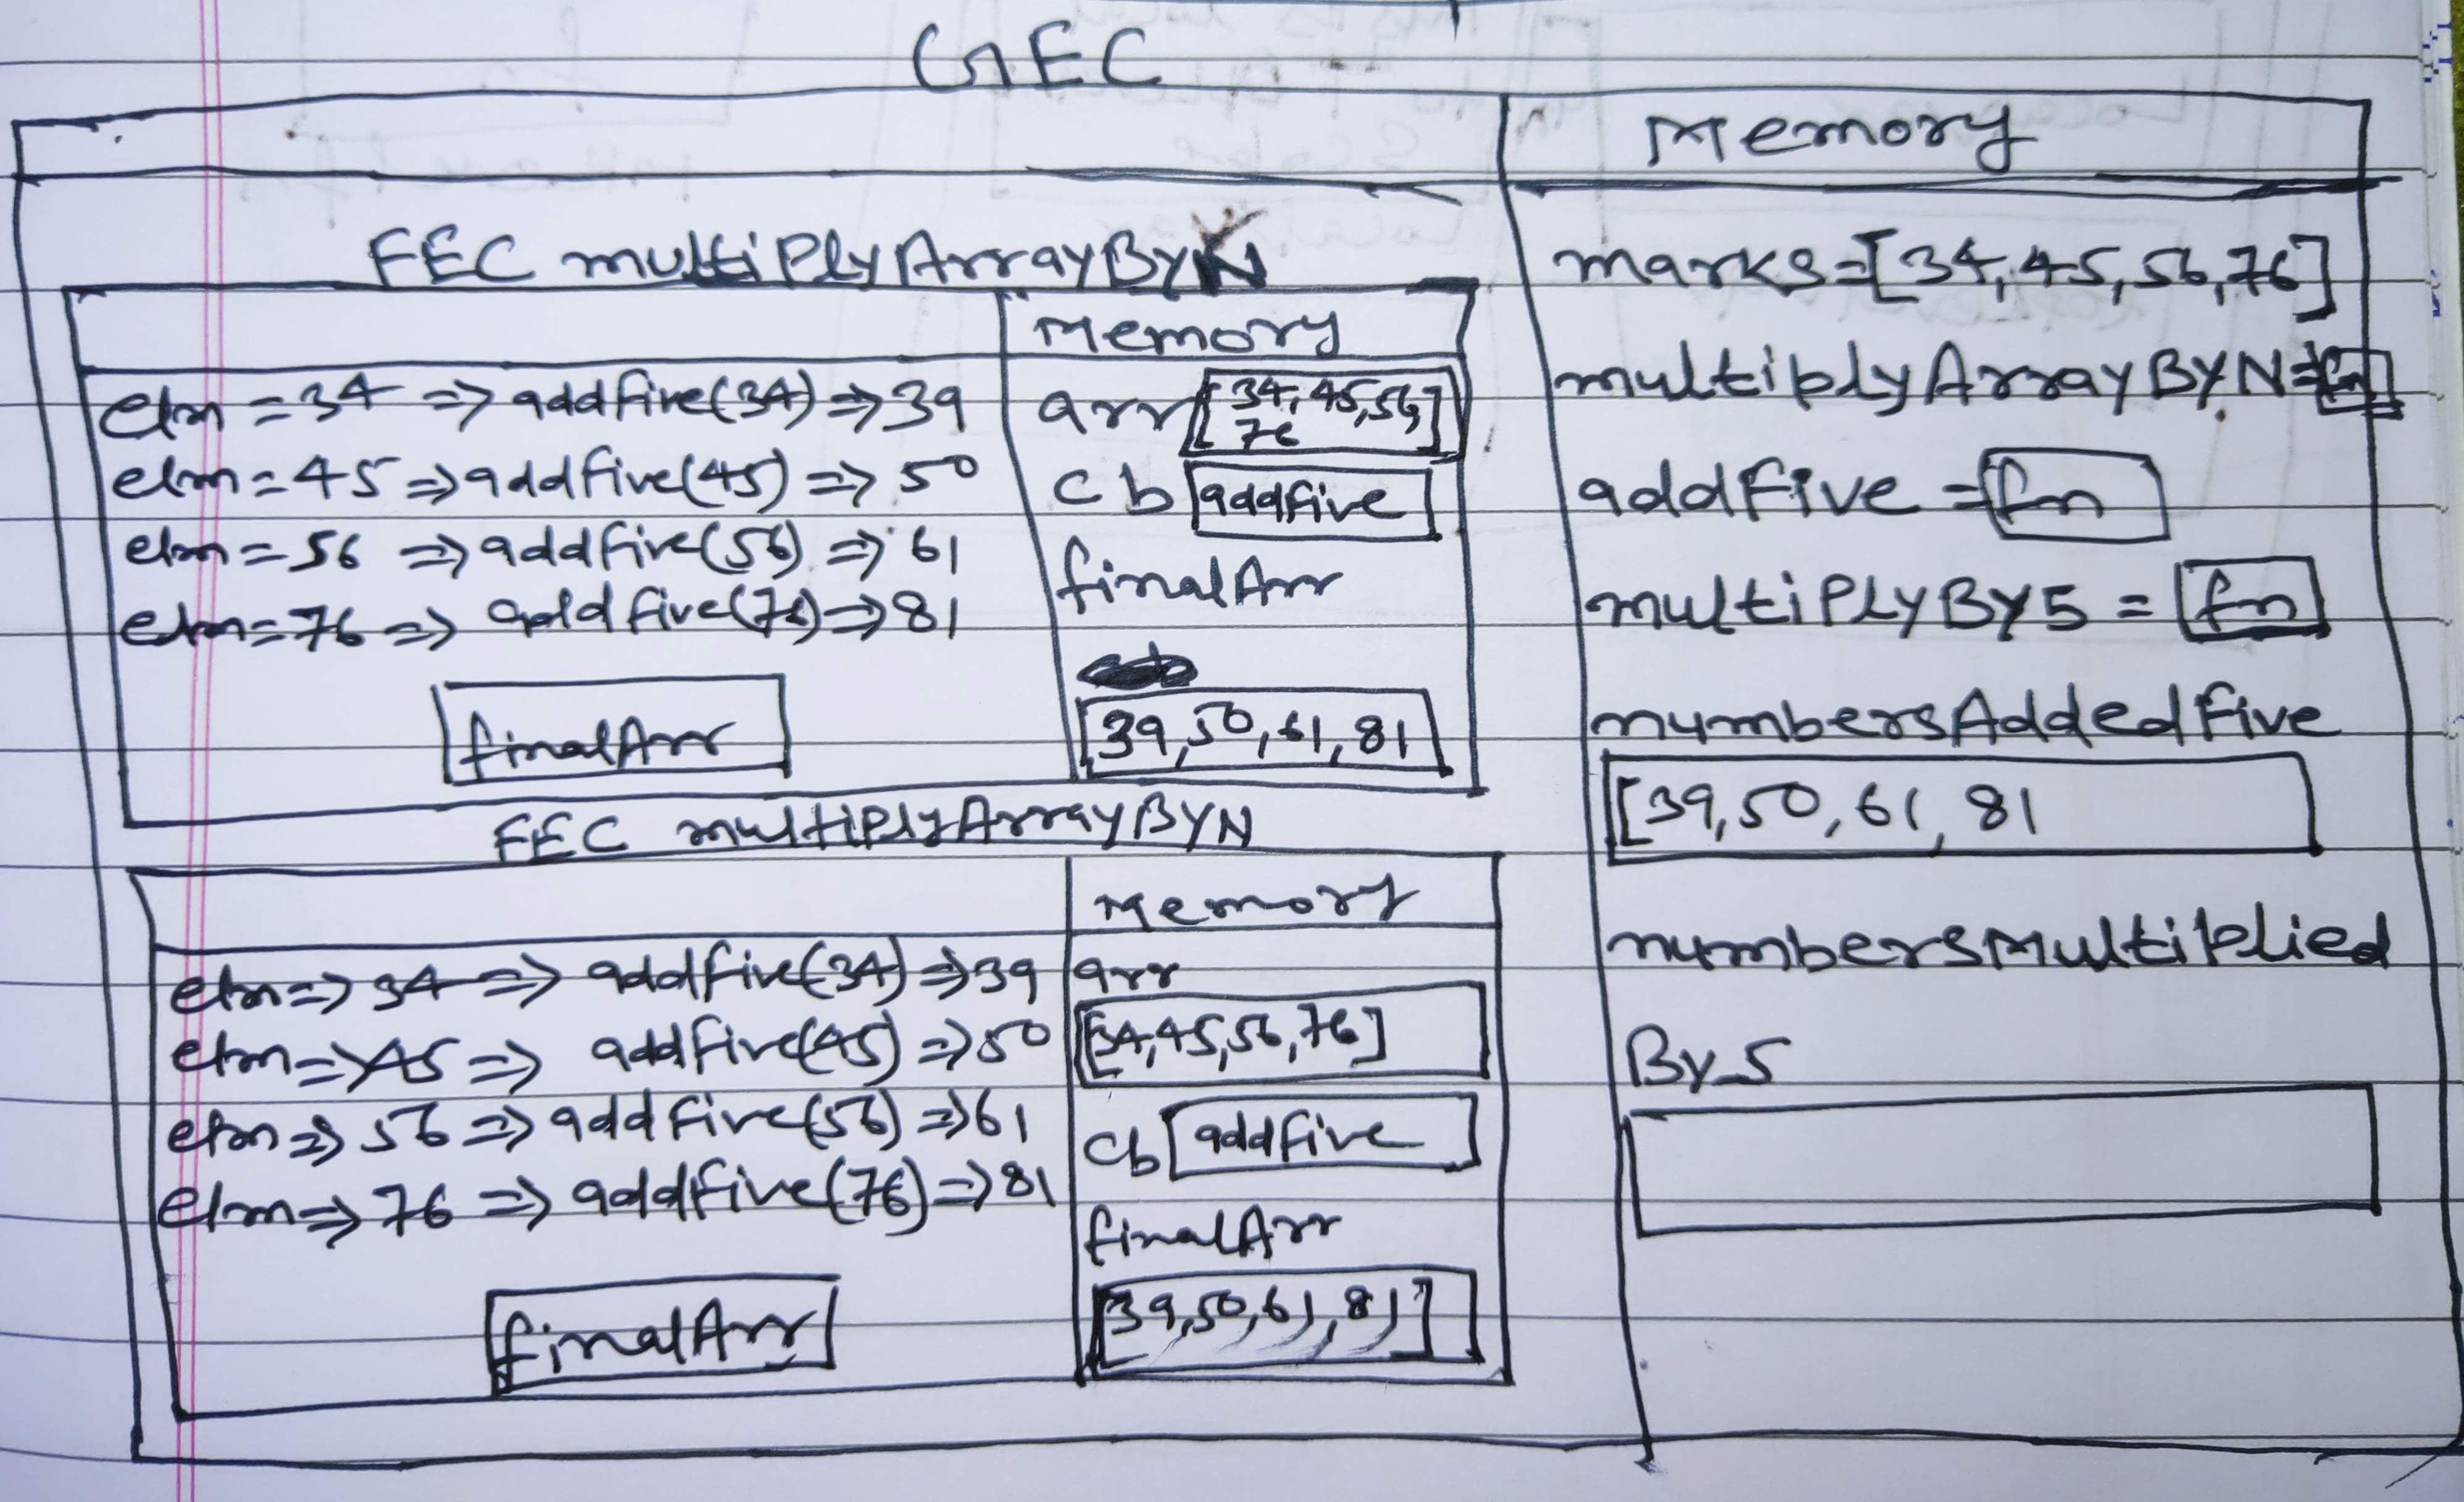 GEC
Memory
FEC multiPlyArrayByN
Memory
elm = 34 => addfive(34) => 39
elm = 45 => addfive(45) => 50
elm = 56 => addfive(56) => 61
elm = 76 => addfive(76) => 81
finalArr
arr [34, 45, 56,
76]
cb [addfive]
finalArr
[39, 50, 61, 81
FEC multiplyArrayByN
Memory
elm => 34 => addfive(34) => 39
elm => 45 => addfive(45) => 50
elm => 56 => addfive(56) => 61
elm => 76 => addfive(76) => 81
finalArr
arr
[34, 45, 56, 76]
cb [addfive]
finalArr
[39, 50, 61, 81]
marks = [34, 45, 56, 76]
multiplyArrayByN = fn
addFive = fn
multiPlyBy5 = fn
numbersAddedFive
[39, 50, 61, 81
numbersMultiplied
By5